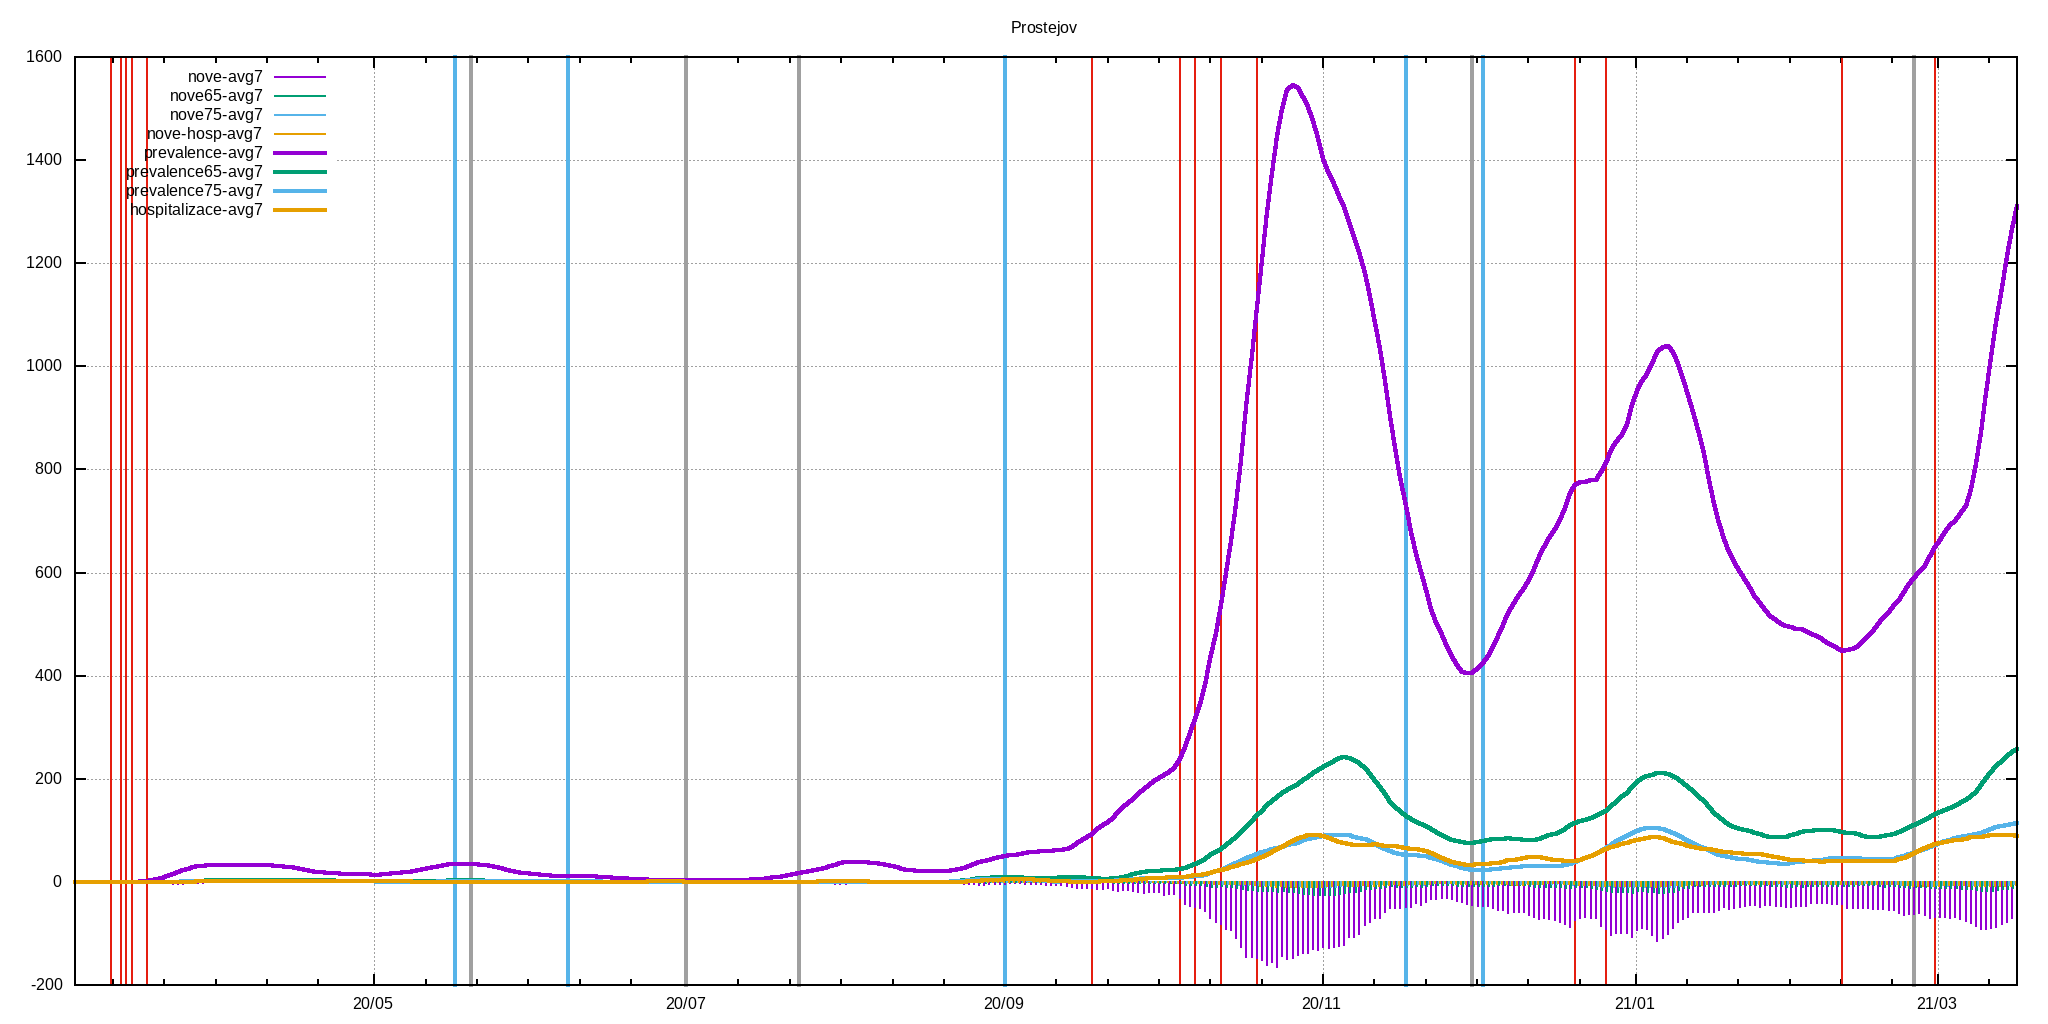 Prostejov
1600
1400
1200
1000
800
600
400
200
0
-200
nove-avg7
nove65-avg7
nove75-avg7
nove-hosp-avg7
prevalence-avg7
prevalence65-avg7
prevalence75-avg7
hospitalizace-avg7
20/05 20/07 20/09 20/11 21/01 21/03